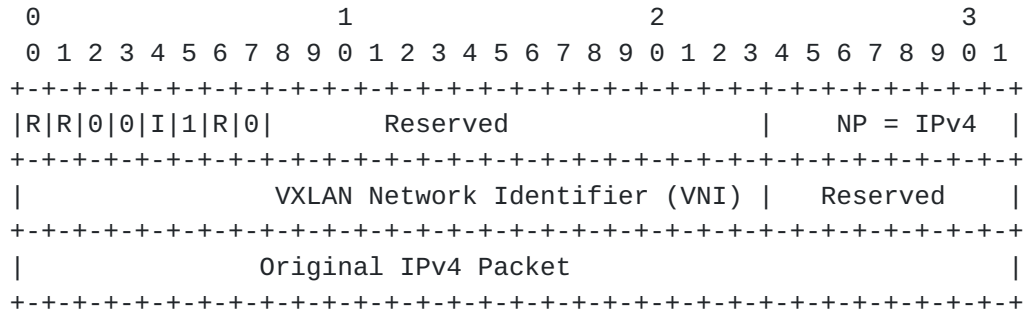 0                   1                   2                   3
 0 1 2 3 4 5 6 7 8 9 0 1 2 3 4 5 6 7 8 9 0 1 2 3 4 5 6 7 8 9 0 1
+-+-+-+-+-+-+-+-+-+-+-+-+-+-+-+-+-+-+-+-+-+-+-+-+-+-+-+-+-+-+-+-+
|R|R|0|0|I|1|R|0|       Reserved                |    NP = IPv4  |
+-+-+-+-+-+-+-+-+-+-+-+-+-+-+-+-+-+-+-+-+-+-+-+-+-+-+-+-+-+-+-+-+
|                VXLAN Network Identifier (VNI) |   Reserved    |
+-+-+-+-+-+-+-+-+-+-+-+-+-+-+-+-+-+-+-+-+-+-+-+-+-+-+-+-+-+-+-+-+
|               Original IPv4 Packet                            |
+-+-+-+-+-+-+-+-+-+-+-+-+-+-+-+-+-+-+-+-+-+-+-+-+-+-+-+-+-+-+-+-+